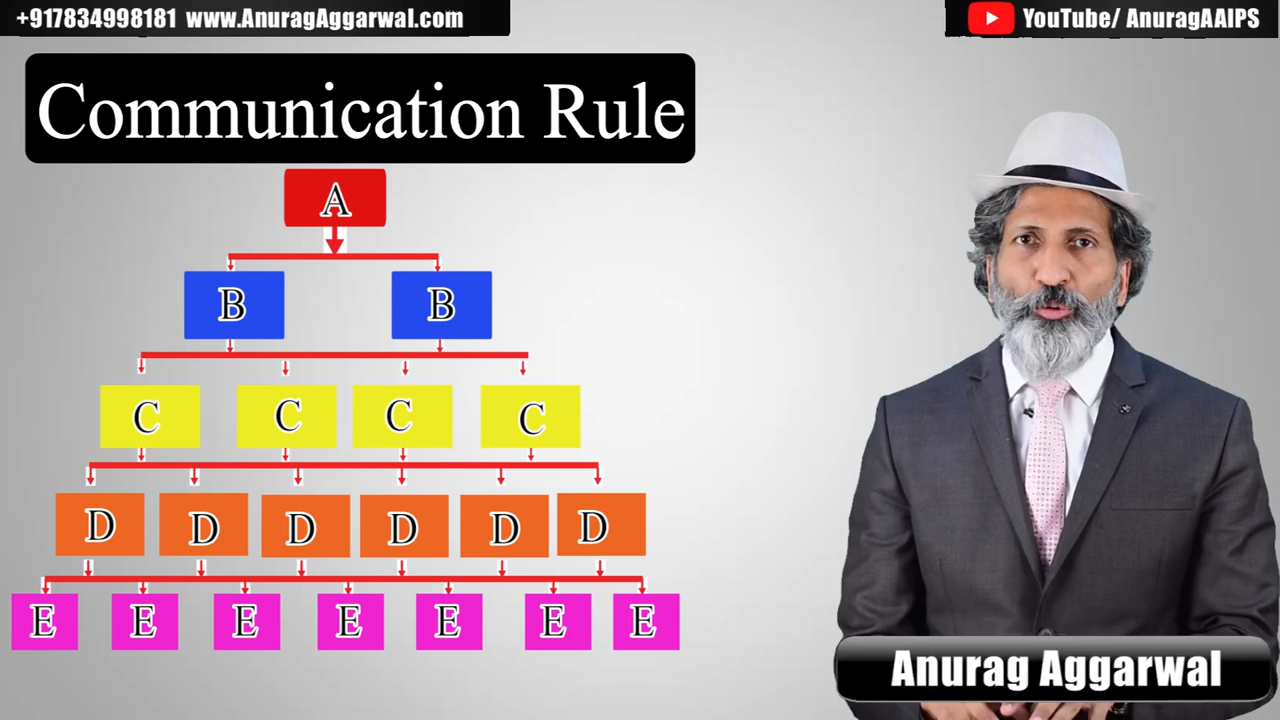 +917834998181 www.AnuragAggarwal.com
YouTube/ AnuragAAIPS
Communication Rule
A
B B
C C C C
D D D D D D
E E E E E E E
Anurag Aggarwal